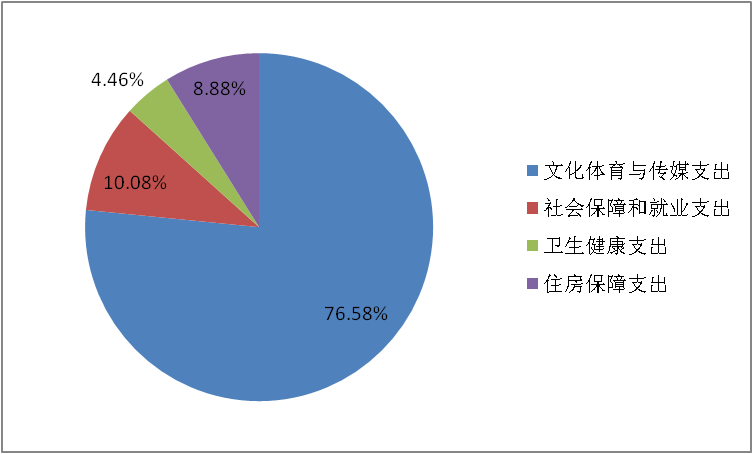 4.46%
8.88%
10.08%
76.58%
文化体育与传媒支出
社会保障和就业支出
卫生健康支出
住房保障支出